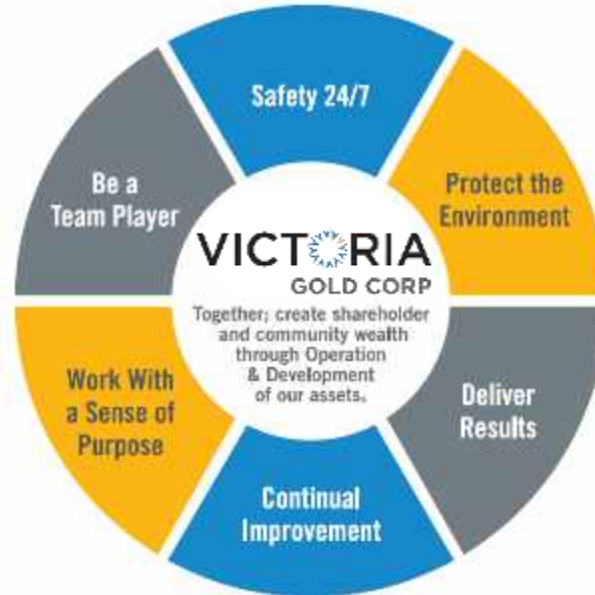 Safety 24/7
Protect the
Environment
Deliver
Results
Continual
Improvement
Work With
a Sense of
Purpose
Be a
Team Player
VICTORIA
GOLD CORP
Together; create shareholder
and community wealth
through Operation
& Development
of our assets.